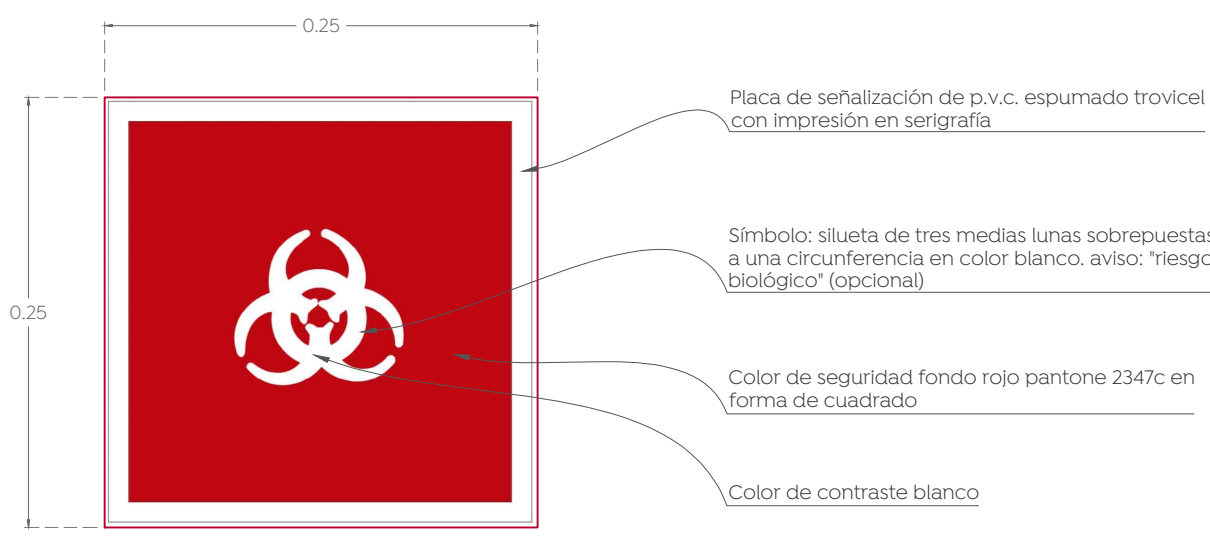 0.25
0.25
Placa de señalización de p.v.c. espumado trovicel
con impresión en serigrafía
Símbolo: silueta de tres medias lunas sobrepuestas
a una circunferencia en color blanco. aviso: "riesgo
biológico" (opcional)
Color de seguridad fondo rojo pantone 2347c en
forma de cuadrado
Color de contraste blanco